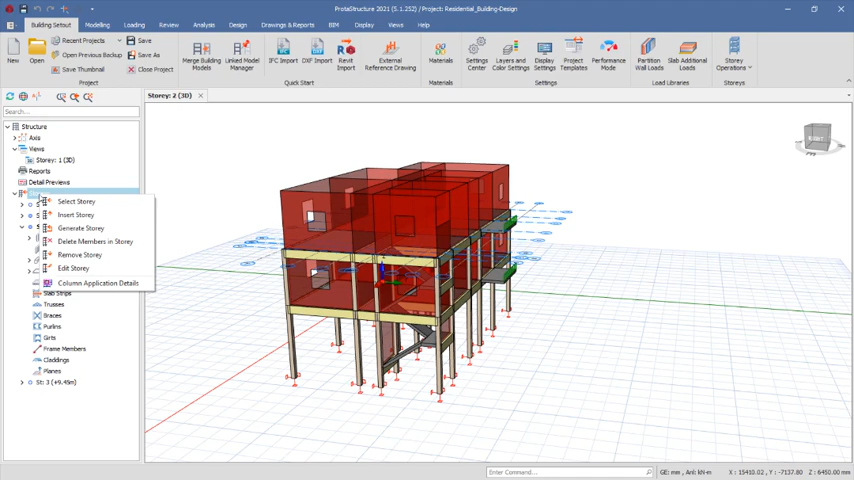 ProtaStructure 2021 (5.1.252) / Project: Residential_Building-Design
Building Setout Modelling Loading Review Analysis Design Drawings & Reports BIM Display Views Help
New
Open
Recent Projects
Open Previous Backup
Save Thumbnail
Save
Save As
Close Project
Project
Merge Building Models
Linked Model Manager
IFC Import
DXF Import
Revit Import
External Reference Drawing
Quick Start
Materials
Materials
Settings Center
Layers and Color Settings
Display Settings
Project Templates
Performance Mode
Settings
Partition Wall Loads
Slab Additional Loads
Load Libraries
Storey Operations
Storeys
Storey: 2 (3D)
Search...
Structure
Axis
Views
Storey: 1 (3D)
Reports
Detail Previews
Select Storey
Insert Storey
Generate Storey
Delete Members in Storey
Remove Storey
Edit Storey
Column Application Details
Slab Strips
Trusses
Braces
Purlins
Girts
Frame Members
Claddings
Planes
St: 3 (+9.45m)
RIGHT
Enter Command...
GE: mm , Anl: kN-m
X : 15410.02 Y : -7137.80 Z : 6450.00 mm